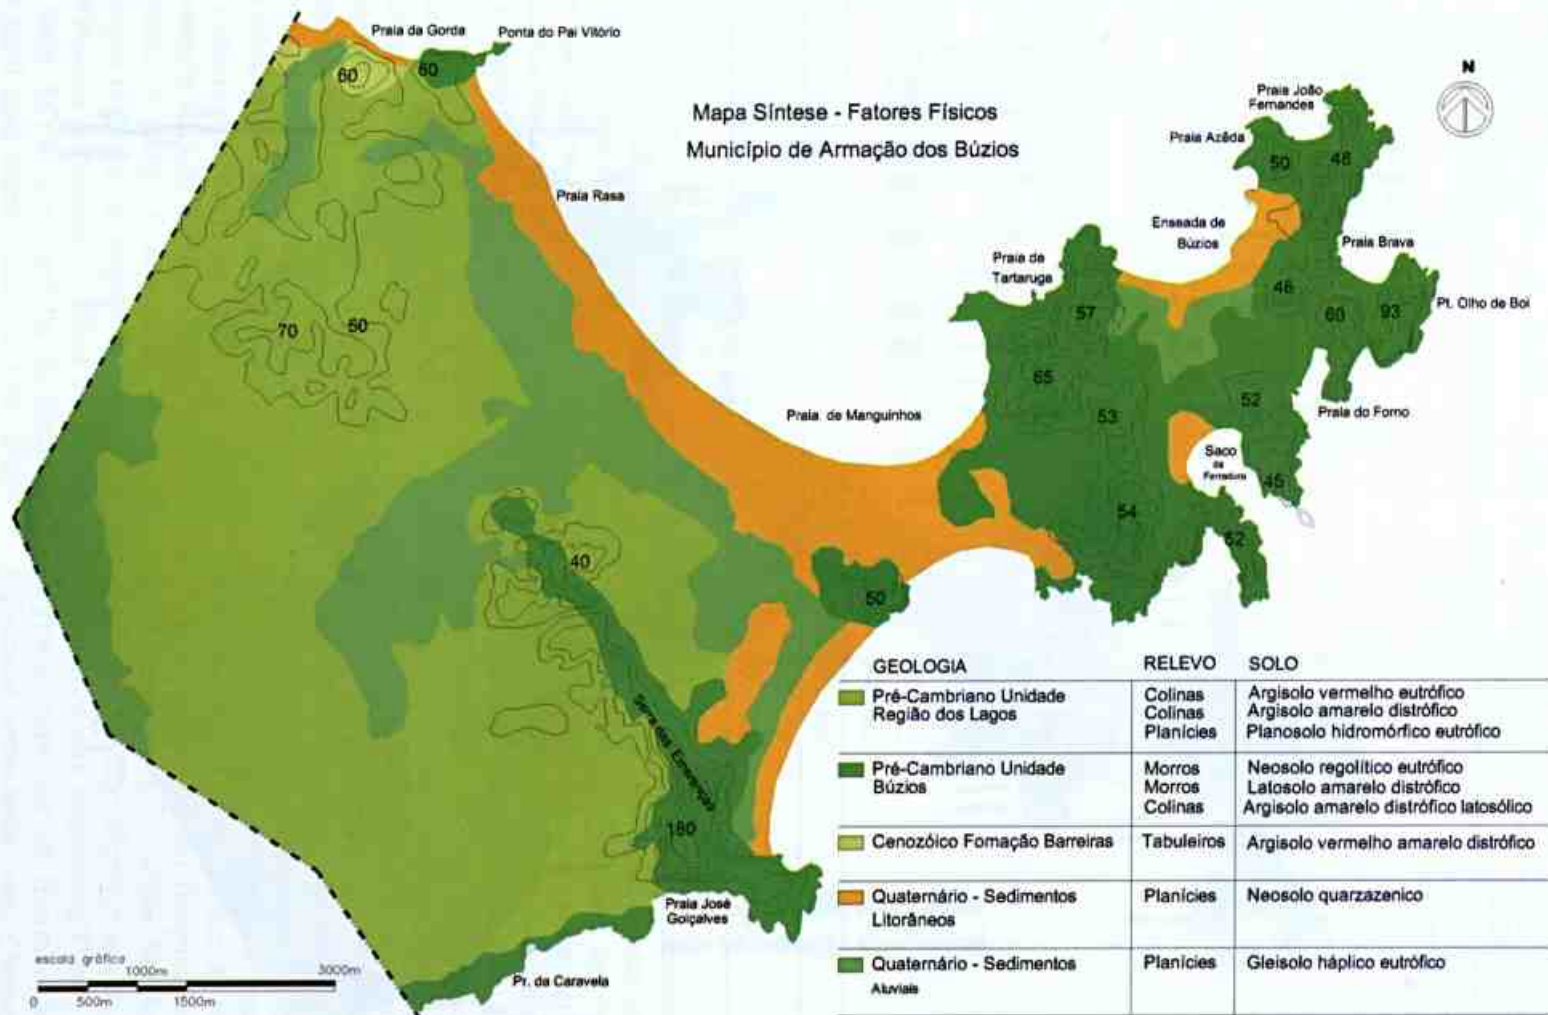 Praia da Gorda
Ponta do Pai Vitório
60
60
Mapa Síntese - Fatores Físicos
Município de Armação dos Búzios
N
Praia João
Fernandes
Praia Azêda
50
48
Praia Rasa
Enseada de
Búzios
Praia Brava
Praia de
Tartaruga
57
46
60
93
Pt. Olho de Boi
70
50
65
53
52
Praia do Forno
Praia. de Manguinhos
Saco
da
Ferradura
45
54
62
40
50
Serra das Emerenças
180
Praia José
Goiçalves
Pr. da Caravela
escala gráfica
1000m
3000m
0
500m
1500m
GEOLOGIA RELEVO SOLO
Pré-Cambriano Unidade Colinas Argisolo vermelho eutrófico
Região dos Lagos Colinas Argisolo amarelo distrófico
Planícies Planosolo hidromórfico eutrófico
Pré-Cambriano Unidade Morros Neosolo regolítico eutrófico
Búzios Morros Latosolo amarelo distrófico
Colinas Argisolo amarelo distrófico latosólico
Cenozóico Fomação Barreiras Tabuleiros Argisolo vermelho amarelo distrófico
Quaternário - Sedimentos Planícies Neosolo quarzazenico
Litorâneos
Quaternário - Sedimentos Planícies Gleisolo háplico eutrófico
Aluviais